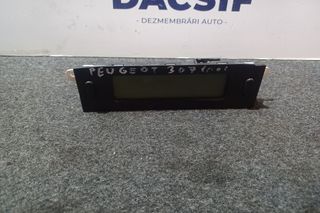 DACSIF
- DEZMEMBRĂRI AUTO -
PEUGEOT 307